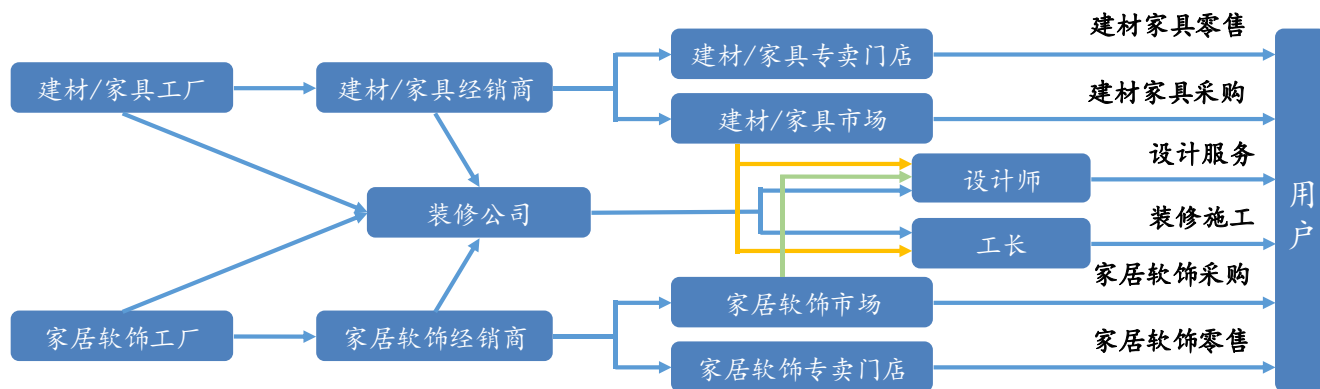 建材家具零售
建材/家具专卖门店
建材/家具工厂
建材/家具经销商
建材家具采购
建材/家具市场
设计服务
设计师
装修公司
装修施工
工长
用户
家居软饰采购
家居软饰市场
家居软饰工厂
家居软饰经销商
家居软饰零售
家居软饰专卖门店